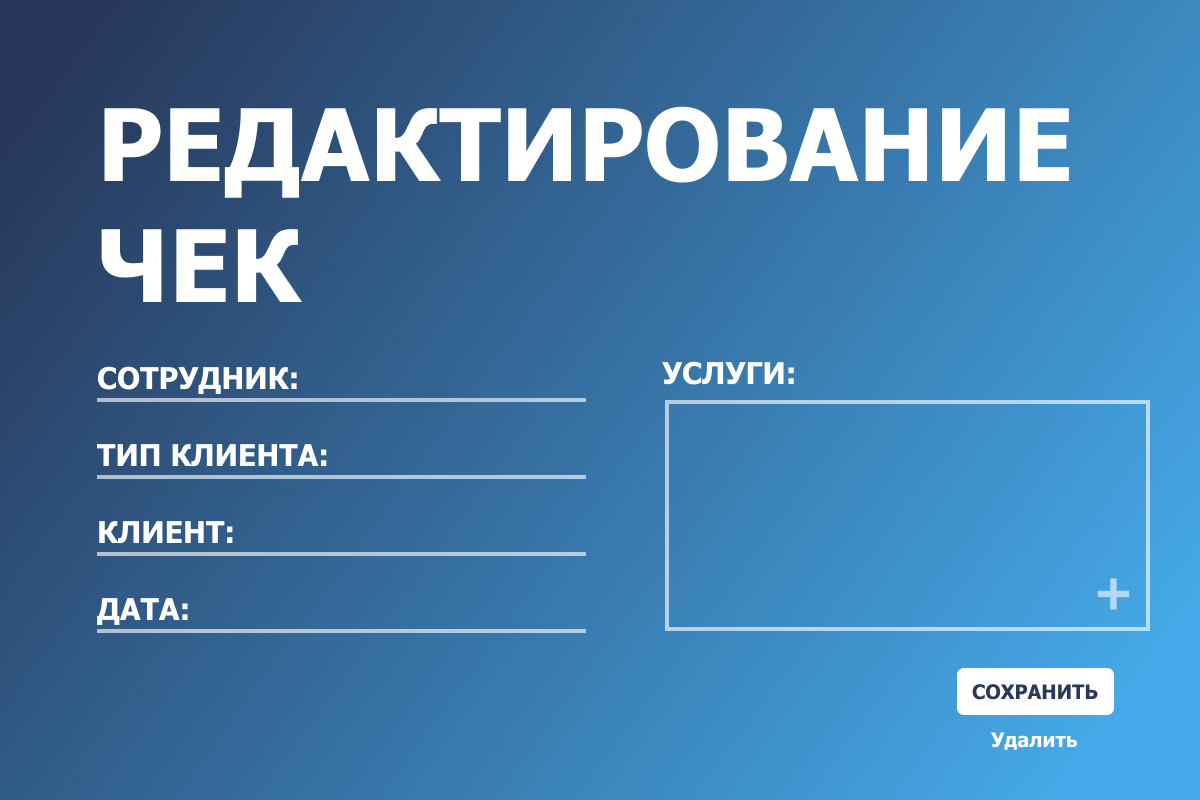 РЕДАКТИРОВАНИЕ
ЧЕК
СОТРУДНИК:
ТИП КЛИЕНТА:
КЛИЕНТ:
ДАТА:
УСЛУГИ:
+
СОХРАНИТЬ
Удалить